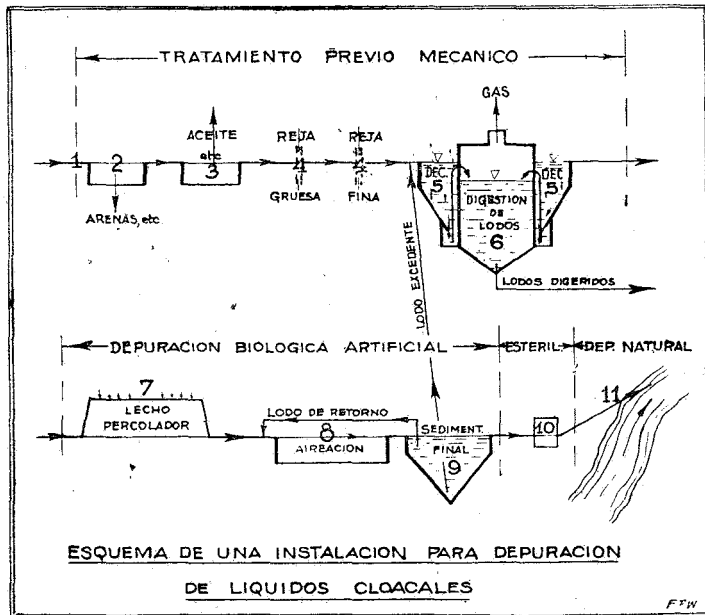 TRATAMIENTO PREVIO MECANICO
GAS
ACEITE
etc
REJA
REJA
1
2
3
4
DEC.
5
DEC.
5
ARENAS, etc.
GRUESA
FINA
DIGESTION
DE
LODOS
6
LODO EXCEDENTE
LODOS DIGERIDOS
DEPURACION BIOLOGICA ARTIFICIAL
ESTERIL.
DEP. NATURAL
7
LECHO
PERCOLADOR
LODO DE RETORNO
8
AIREACION
SEDIMENT.
FINAL
9
10
11
ESQUEMA DE UNA INSTALACION PARA DEPURACION
DE LIQUIDOS CLOACALES